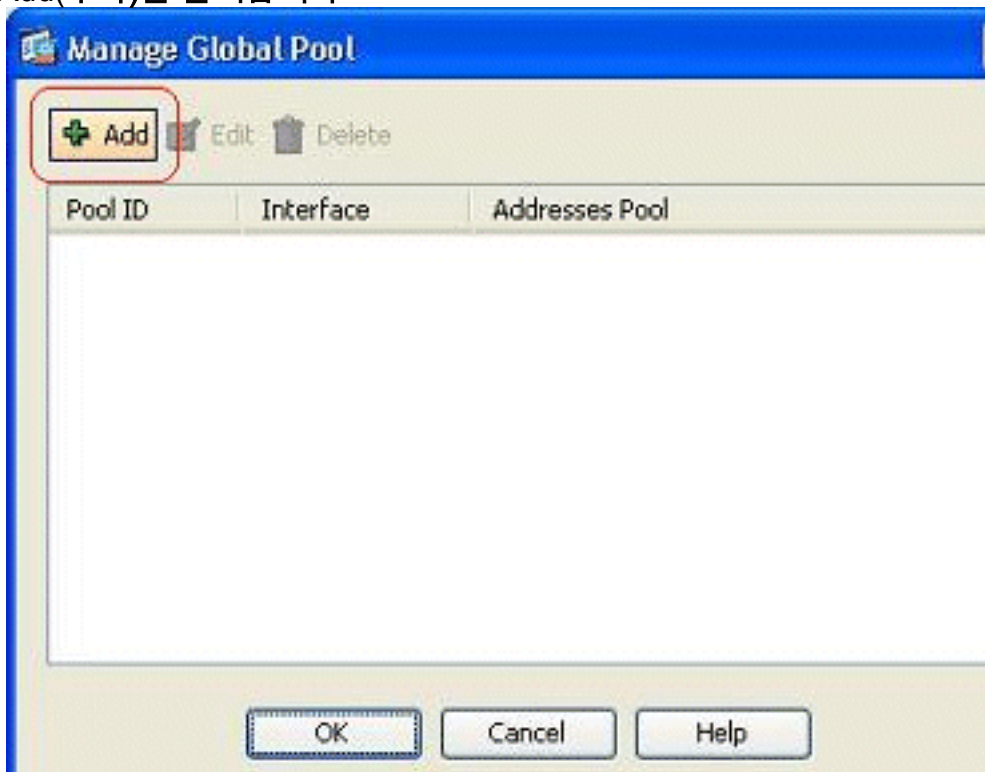 Manage Global Pool
Add Edit Delete
Pool ID Interface Addresses Pool
OK Cancel Help